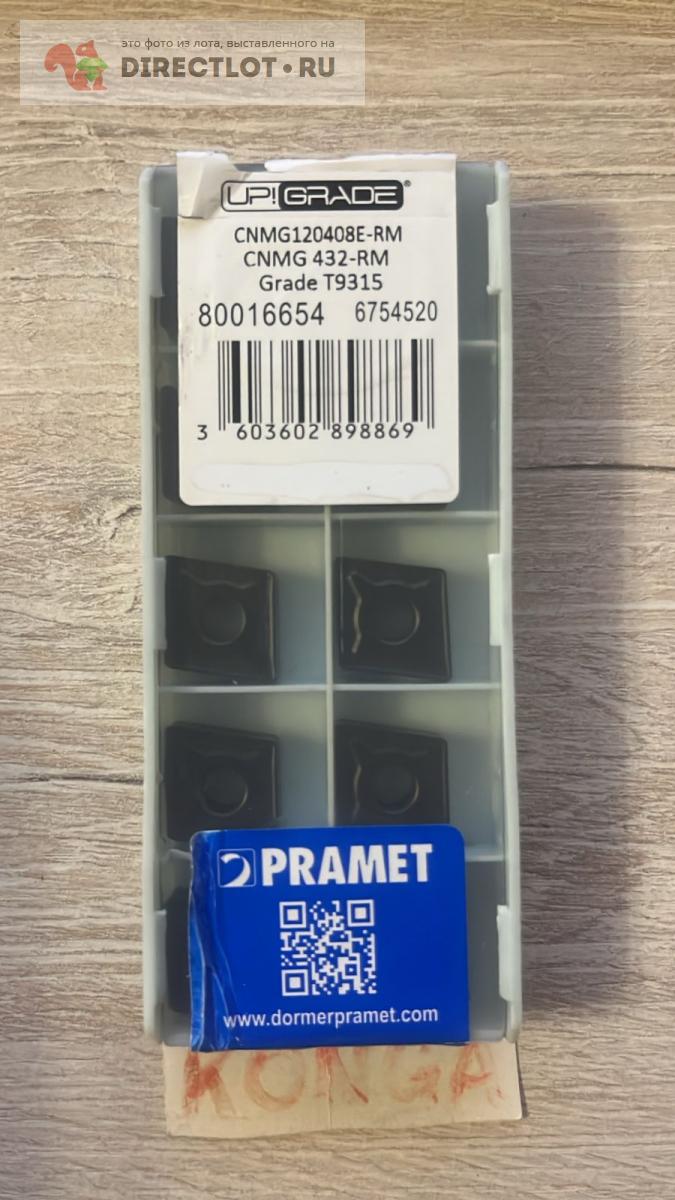 это фото из лота, выставленного на
DIRECTLOT.RU
UP!GRADE®
CNMG120408E-RM
CNMG 432-RM
Grade T9315
80016654 6754520
3 603602 898869
PRAMET
www.dormerpramet.com
KONGA